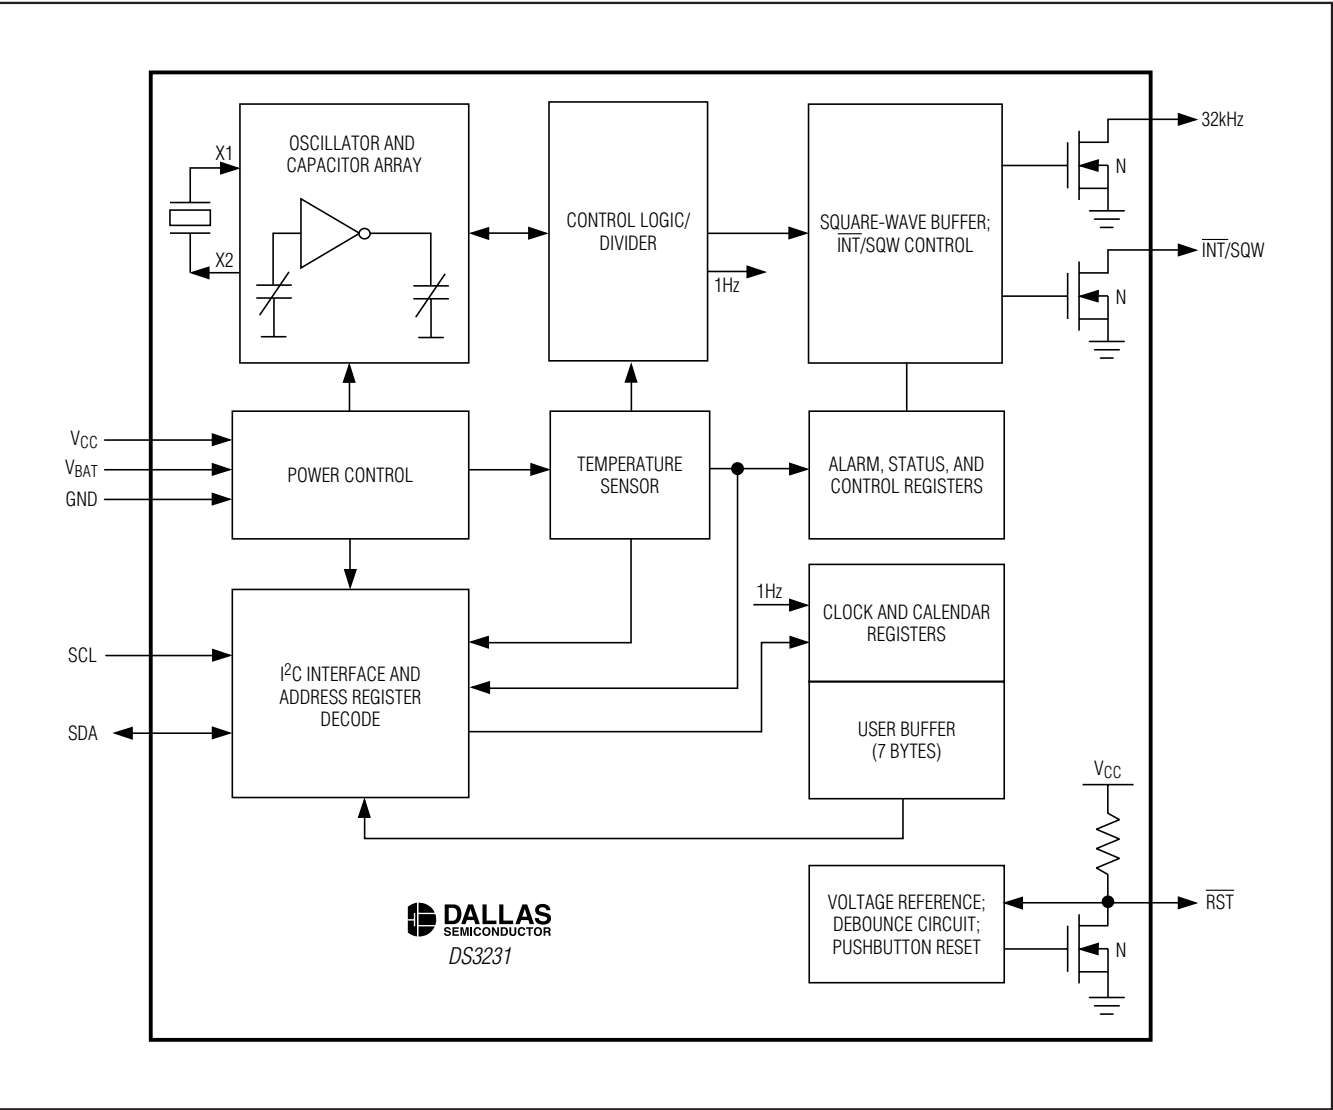 OSCILLATOR AND
CAPACITOR ARRAY
X1
X2
CONTROL LOGIC/
DIVIDER
1Hz
SQUARE-WAVE BUFFER;
INT/SQW CONTROL
32kHz
N
INT/SQW
N
VCC
VBAT
GND
POWER CONTROL
TEMPERATURE
SENSOR
ALARM, STATUS, AND
CONTROL REGISTERS
1Hz
CLOCK AND CALENDAR
REGISTERS
SCL
SDA
I2C INTERFACE AND
ADDRESS REGISTER
DECODE
USER BUFFER
(7 BYTES)
VCC
VOLTAGE REFERENCE;
DEBOUNCE CIRCUIT;
PUSHBUTTON RESET
RST
N
DALLAS
SEMICONDUCTOR
DS3231